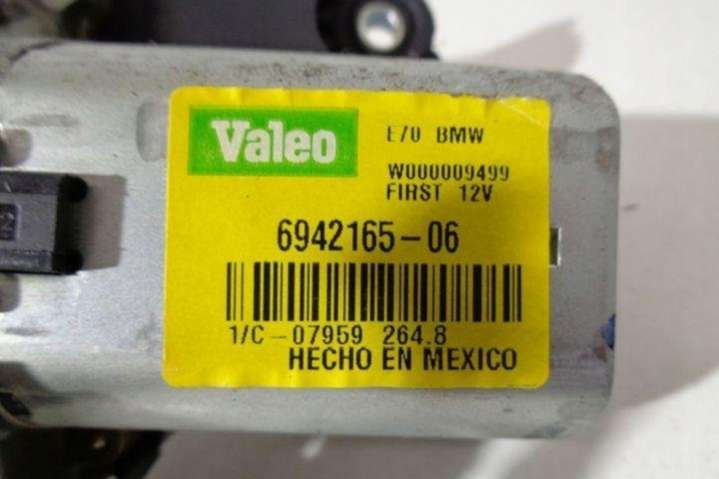 Valeo
E70 BMW
W000009499
FIRST 12V
6942165-06
1/C-07959 264.8
HECHO EN MEXICO